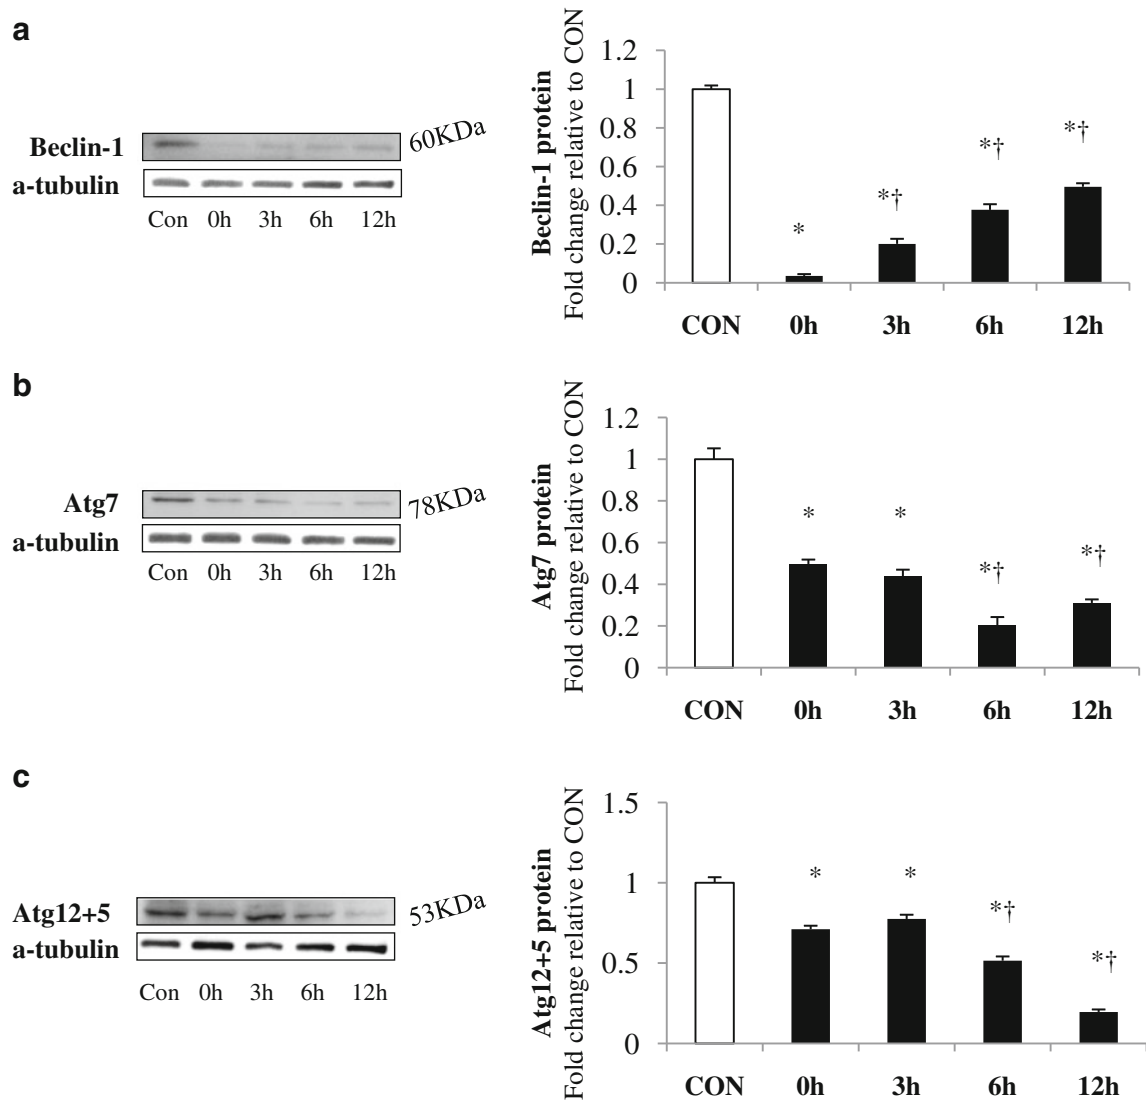 a
Beclin-1
60KDa
a-tubulin
Con 0h 3h 6h 12h
Beclin-1 protein
Fold change relative to CON
1.2
1
0.8
0.6
0.4
0.2
0
*
*†
*†
*†
CON 0h 3h 6h 12h
b
Atg7
78KDa
a-tubulin
Con 0h 3h 6h 12h
Atg7 protein
Fold change relative to CON
1.2
1
0.8
0.6
0.4
0.2
0
*
*
*†
*†
CON 0h 3h 6h 12h
c
Atg12+5
53KDa
a-tubulin
Con 0h 3h 6h 12h
Atg12+5 protein
Fold change relative to CON
1.5
1
0.5
0
*
*
*†
*†
CON 0h 3h 6h 12h